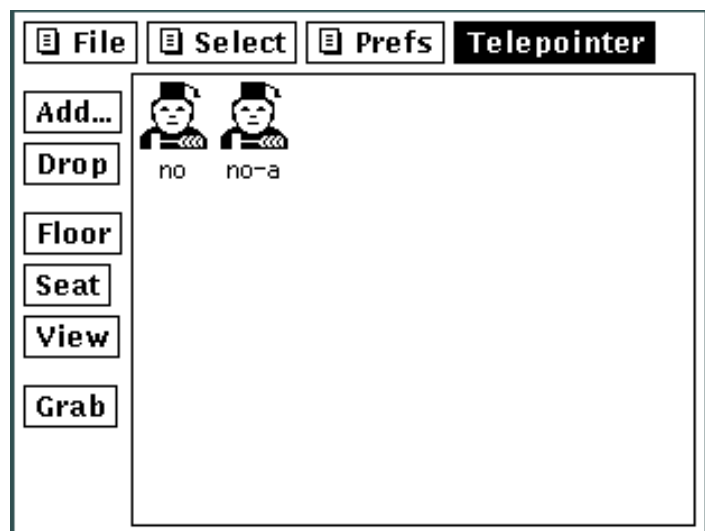 File Select Prefs Telepointer
Add...
Drop
no no-a
Floor
Seat
View
Grab